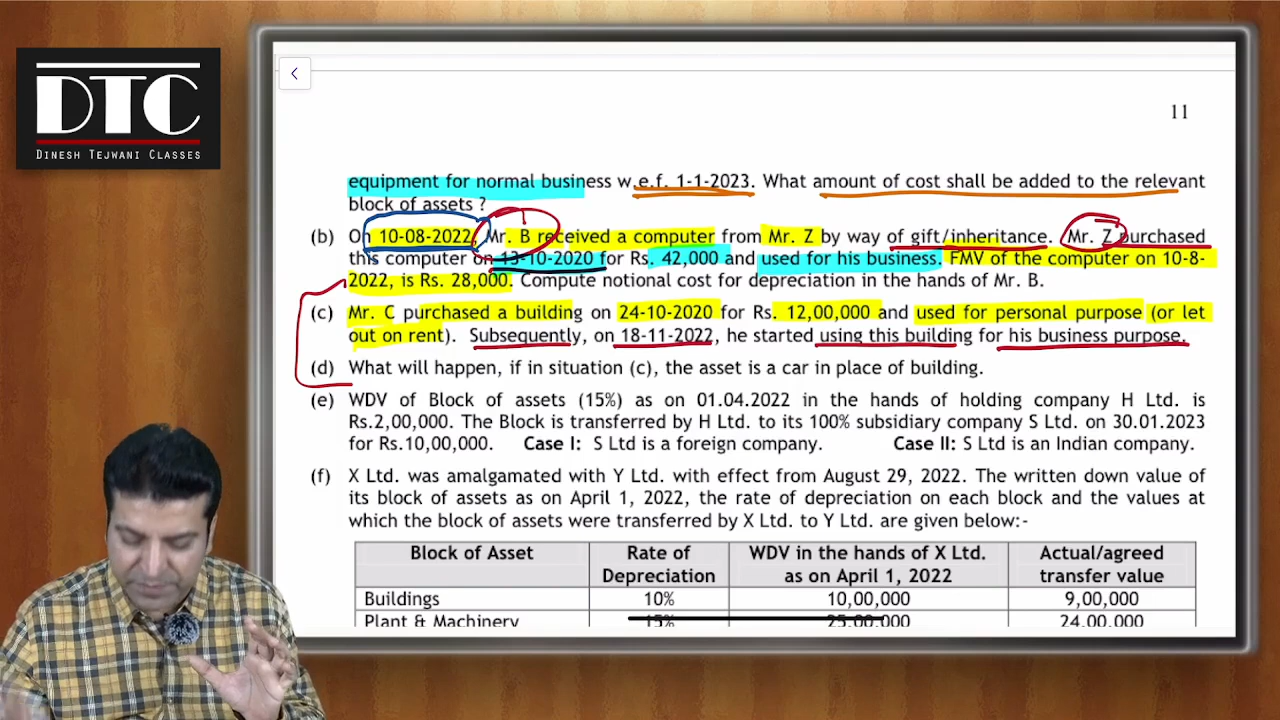 DTC
DINESH TEJWANI CLASSES
11
equipment for normal business w.e.f. 1-1-2023. What amount of cost shall be added to the relevant
block of assets ?
(b) On 10-08-2022, Mr. B received a computer from Mr. Z by way of gift/inheritance. Mr. Z purchased
this computer on 13-10-2020 for Rs. 42,000 and used for his business. FMV of the computer on 10-8-
2022, is Rs. 28,000. Compute notional cost for depreciation in the hands of Mr. B.
(c) Mr. C purchased a building on 24-10-2020 for Rs. 12,00,000 and used for personal purpose (or let
out on rent). Subsequently, on 18-11-2022, he started using this building for his business purpose.
(d) What will happen, if in situation (c), the asset is a car in place of building.
(e) WDV of Block of assets (15%) as on 01.04.2022 in the hands of holding company H Ltd. is
Rs.2,00,000. The Block is transferred by H Ltd. to its 100% subsidiary company S Ltd. on 30.01.2023
for Rs.10,00,000. Case I: S Ltd is a foreign company. Case II: S Ltd is an Indian company.
(f) X Ltd. was amalgamated with Y Ltd. with effect from August 29, 2022. The written down value of
its block of assets as on April 1, 2022, the rate of depreciation on each block and the values at
which the block of assets were transferred by X Ltd. to Y Ltd. are given below:-
Block of Asset Rate of Depreciation WDV in the hands of X Ltd. as on April 1, 2022 Actual/agreed transfer value
Buildings 10% 10,00,000 9,00,000
Plant & Machinery 15% 25,00,000 24,00,000